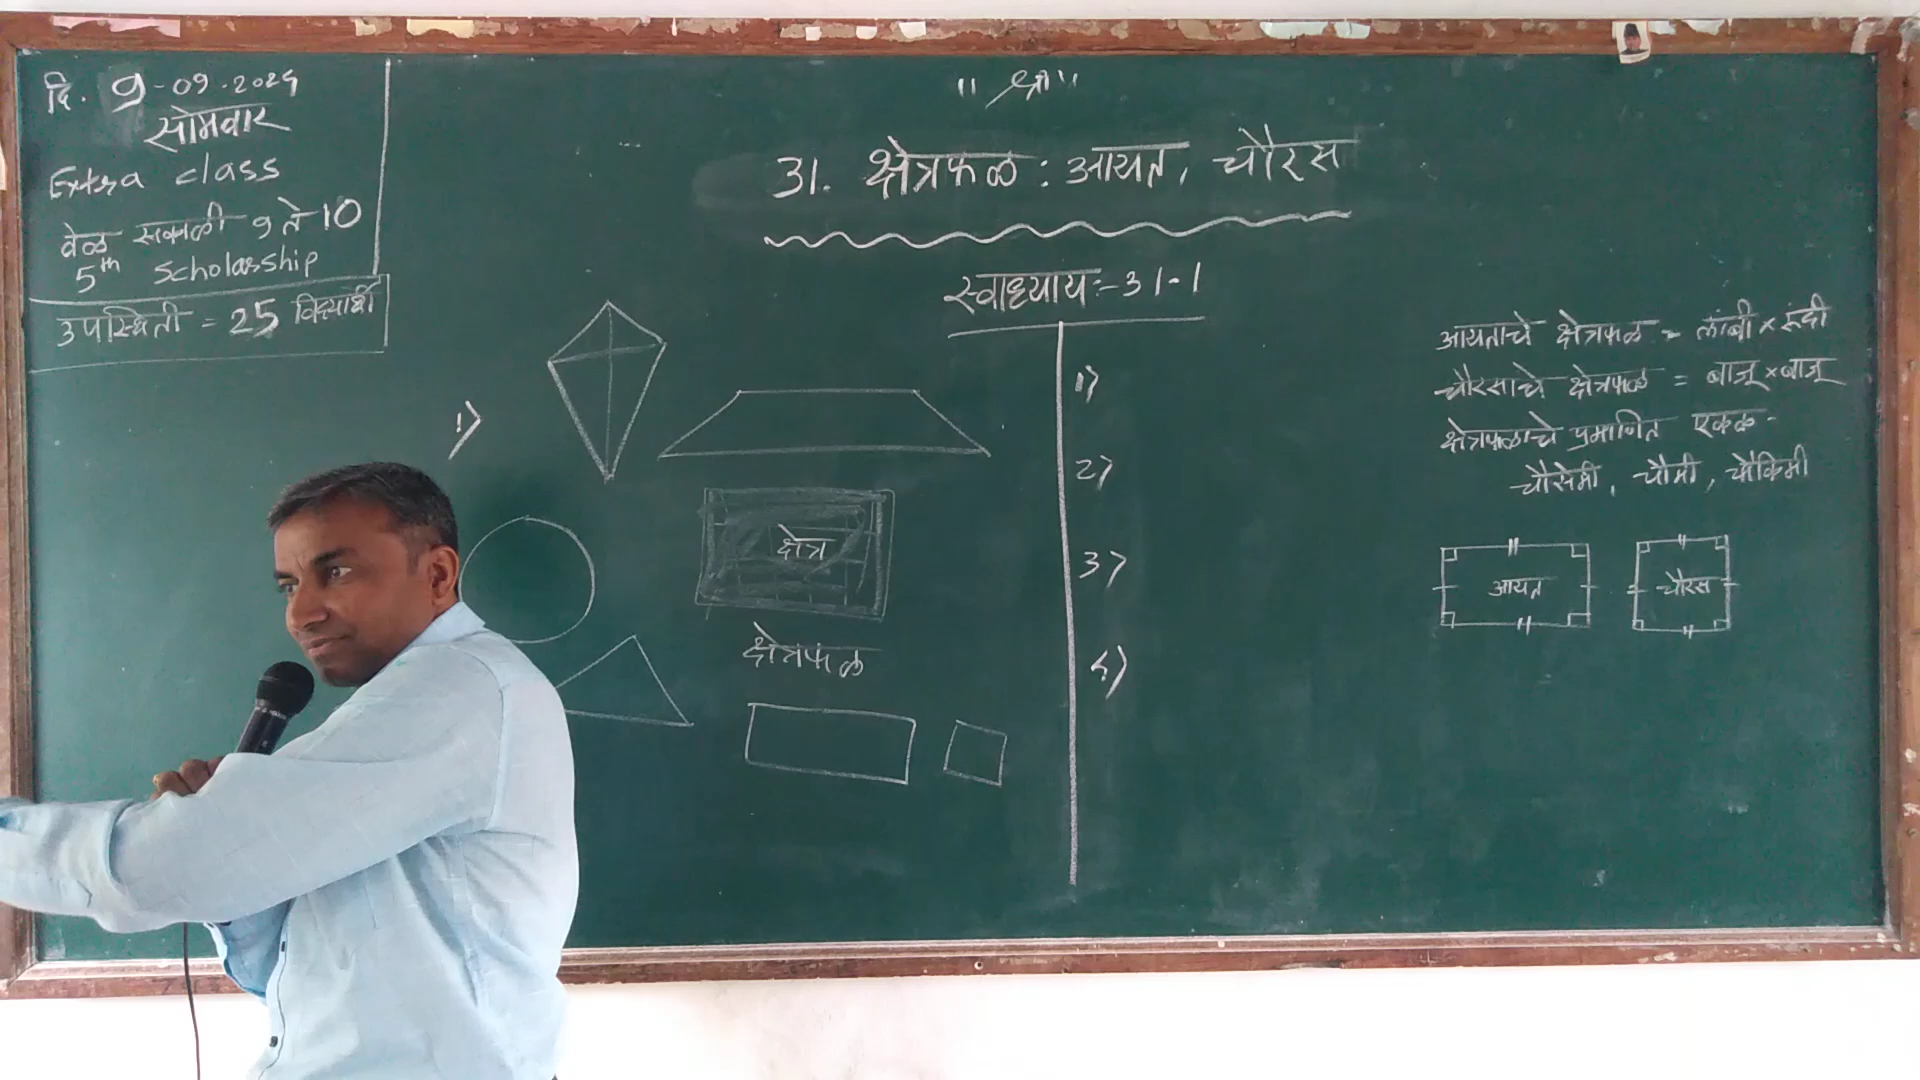 दि. 9-09-2024
सोमवार
Extra class
वेळ सकाळी 9 ते 10
5th Scholarship
उपस्थिती = 25 विद्यार्थी
"श्री"
31. क्षेत्रफळ : आयत, चौरस
स्वाध्याय:-31-1
1)
क्षेत्र
क्षेत्रफळ
1)
2)
3)
4)
आयताचे क्षेत्रफळ = लांबी × रुंदी
चौरसाचे क्षेत्रफळ = बाजू × बाजू
क्षेत्रफळाचे प्रमाणित एकक -
चौसेमी, चौमी, चौकिमी
आयत
चौरस